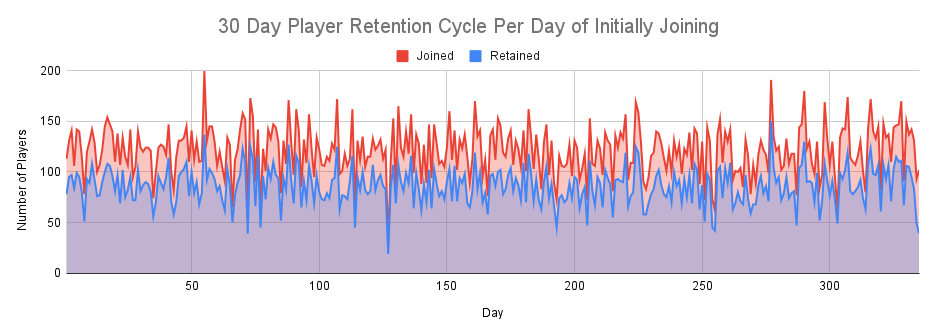 30 Day Player Retention Cycle Per Day of Initially Joining
Joined Retained
200
150
100
50
0
Number of Players
50 100 150 200 250 300
Day